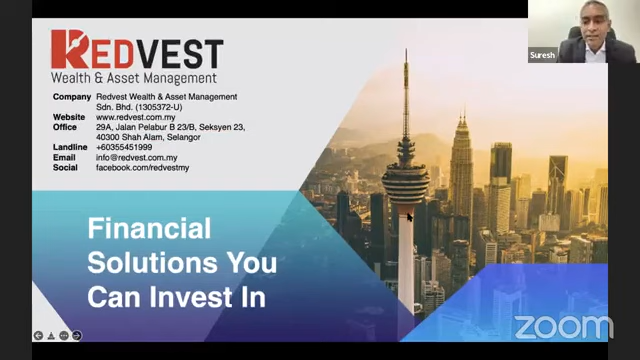 REDVEST
Wealth & Asset Management
Company Redvest Wealth & Asset Management
Sdn. Bhd. (1305372-U)
Website www.redvest.com.my
Office 29A, Jalan Pelabur B 23/B, Seksyen 23,
40300 Shah Alam, Selangor
Landline +60355451999
Email info@redvest.com.my
Social facebook.com/redvestmy
Financial
Solutions You
Can Invest In
Suresh
zoom